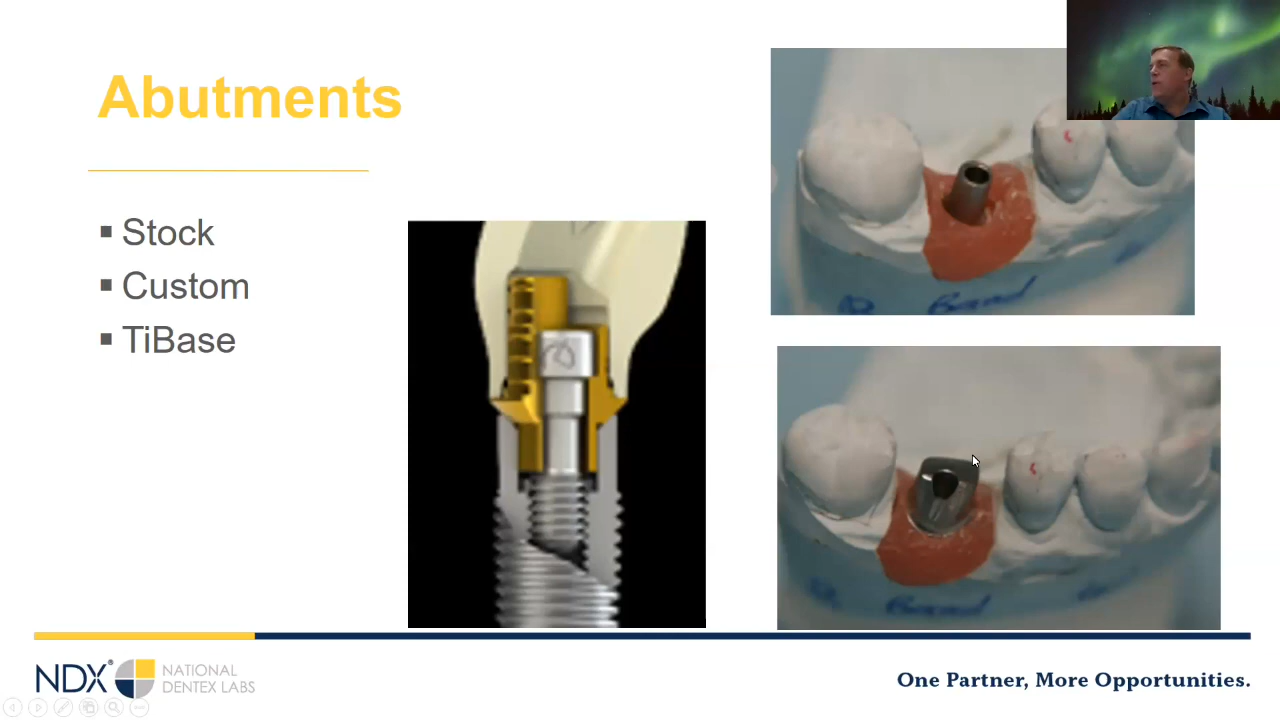 Abutments
Stock
Custom
TiBase
NDX®
NATIONAL
DENTEX LABS
One Partner, More Opportunities.